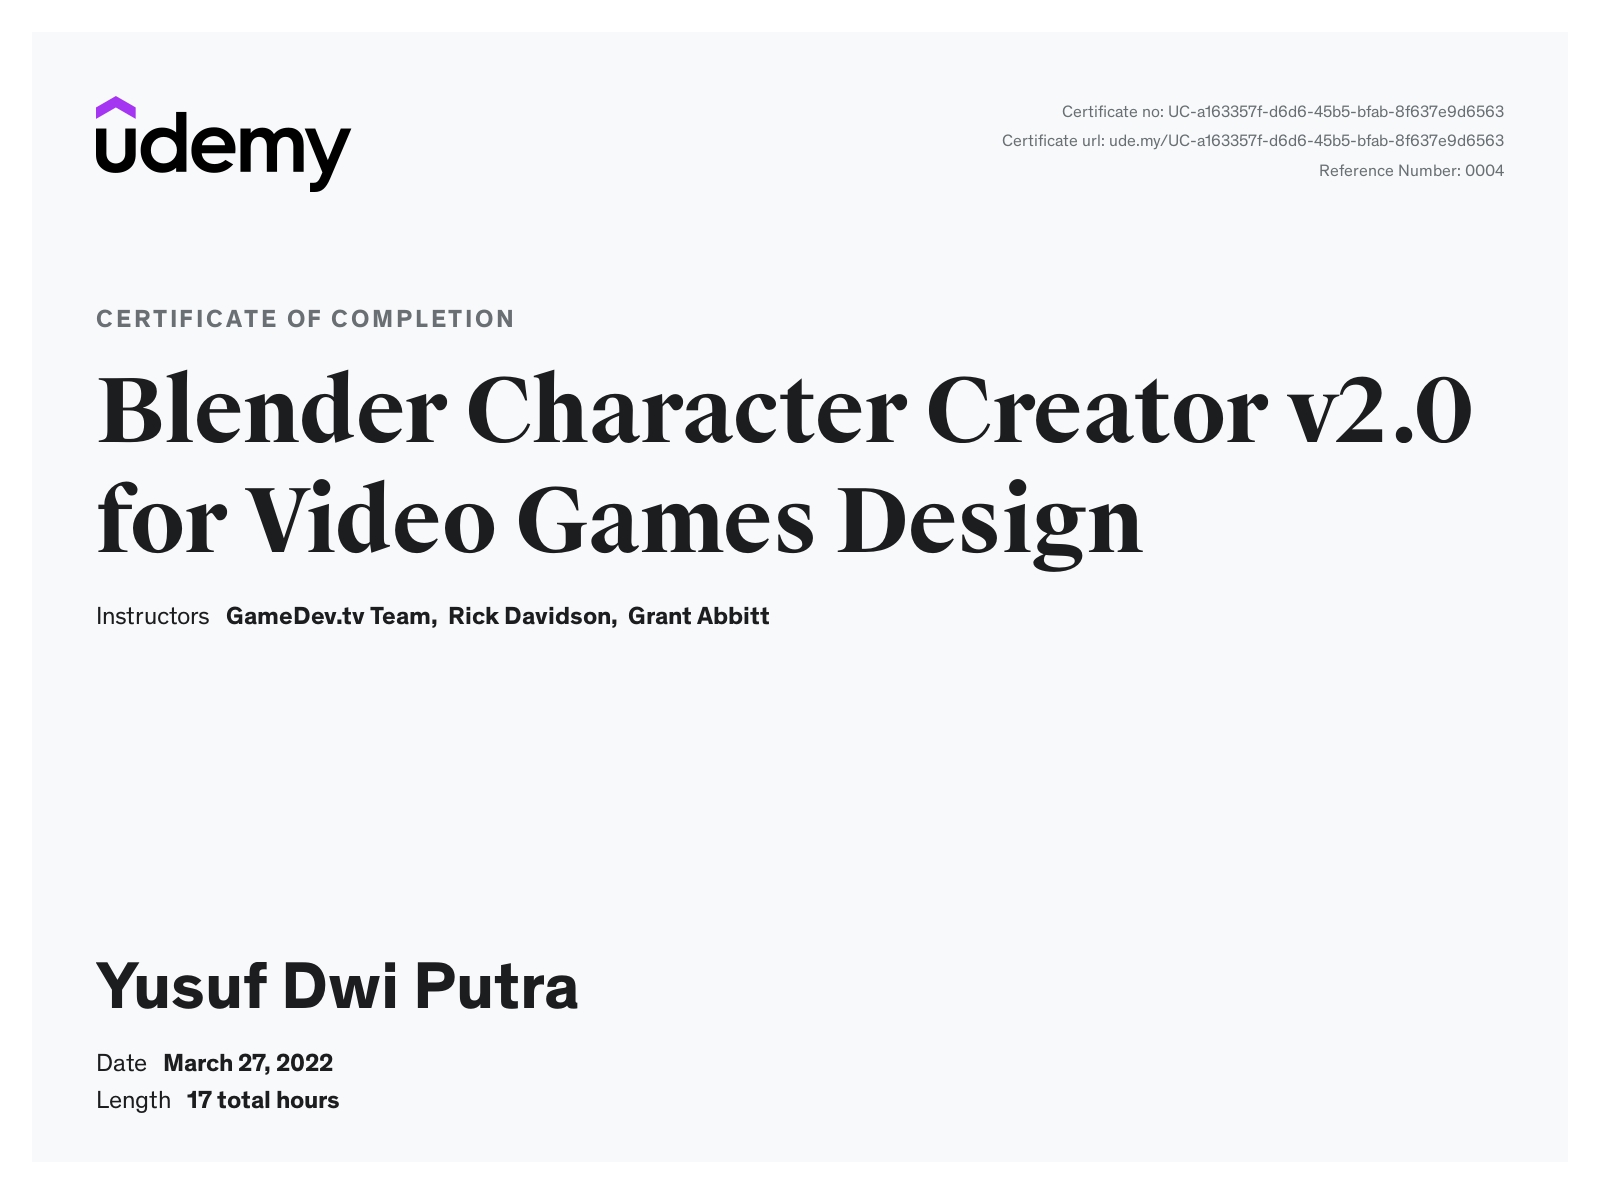 udemy
Certificate no: UC-a163357f-d6d6-45b5-bfab-8f637e9d6563
Certificate url: ude.my/UC-a163357f-d6d6-45b5-bfab-8f637e9d6563
Reference Number: 0004
CERTIFICATE OF COMPLETION
Blender Character Creator v2.0
for Video Games Design
Instructors GameDev.tv Team, Rick Davidson, Grant Abbitt
Yusuf Dwi Putra
Date March 27, 2022
Length 17 total hours